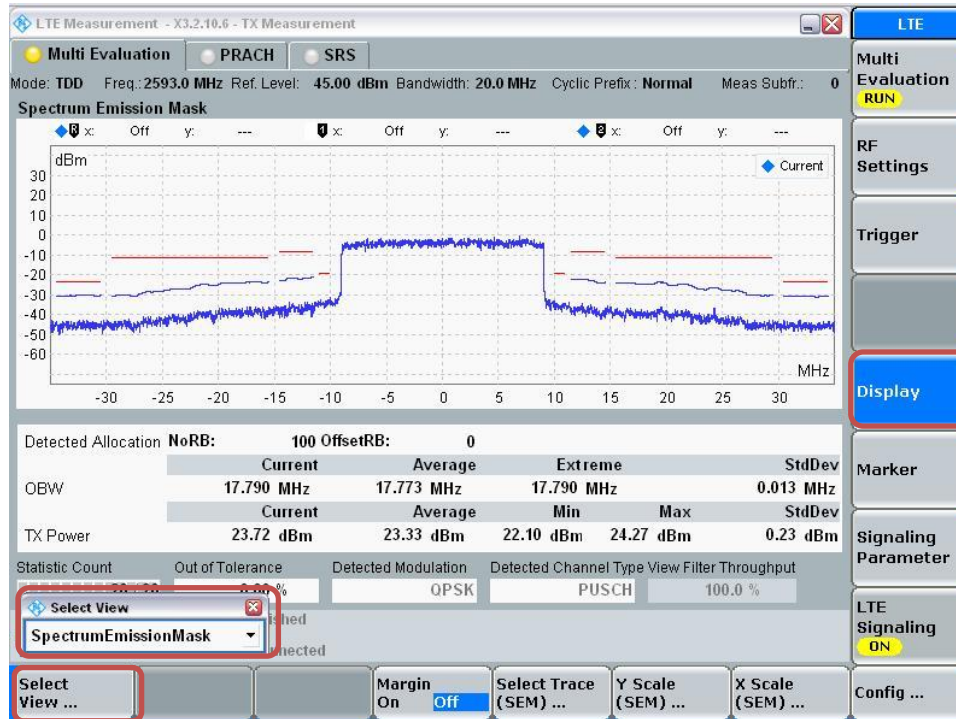 LTE Measurement - X3.2.10.6 - TX Measurement
LTE
Multi Evaluation PRACH SRS
Mode: TDD Freq.: 2593.0 MHz Ref. Level: 45.00 dBm Bandwidth: 20.0 MHz Cyclic Prefix : Normal Meas Subfr.: 0
Spectrum Emission Mask
R x: Off y: --- 1 x: Off y: --- 2 x: Off y: ---
dBm
Current
30
20
10
0
-10
-20
-30
-40
-50
-60
MHz
-30 -25 -20 -15 -10 -5 0 5 10 15 20 25 30
Detected Allocation NoRB: 100 OffsetRB: 0
Current Average Extreme StdDev
OBW 17.790 MHz 17.773 MHz 17.790 MHz 0.013 MHz
Current Average Min Max StdDev
TX Power 23.72 dBm 23.33 dBm 22.10 dBm 24.27 dBm 0.23 dBm
Statistic Count Out of Tolerance Detected Modulation Detected Channel Type View Filter Throughput
% QPSK PUSCH 100.0 %
Select View
SpectrumEmissionMask
Select View ...
Margin
On Off
Select Trace
(SEM) ...
Y Scale
(SEM) ...
X Scale
(SEM) ...
Multi
Evaluation
RUN
RF
Settings
Trigger
Display
Marker
Signaling
Parameter
LTE
Signaling
ON
Config ...